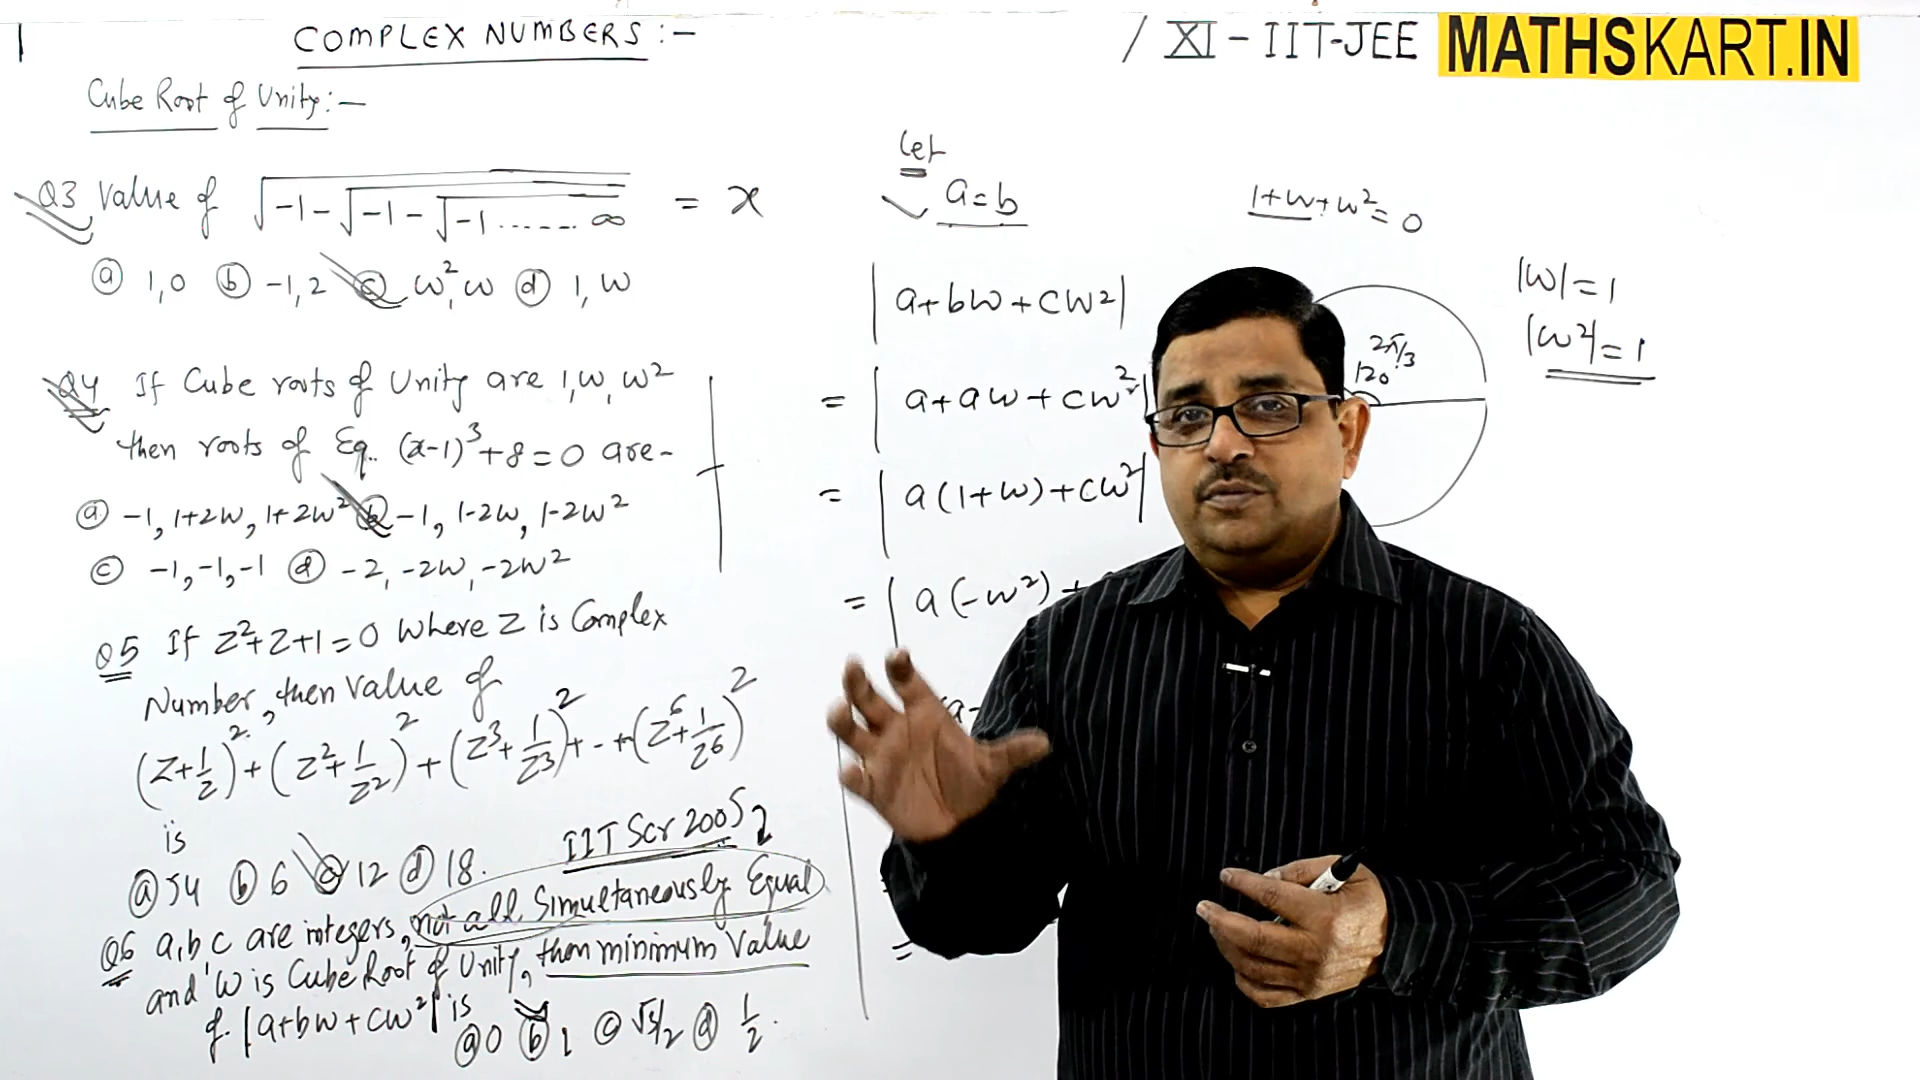 COMPLEX NUMBERS :-
/ XI - IIT-JEE MATHSKART.IN
Cube Root of Unity:-
Q3 Value of √-1-√-1-√-1......∞ = x
ⓐ 1,0 ⓑ -1,2 ⓒ ω²,ω ⓓ 1, ω
Q4 If Cube roots of Unity are 1,ω,ω²
then roots of Eq. (x-1)³+8=0 are-
ⓐ -1,1+2ω,1+2ω² ⓑ -1, 1-2ω, 1-2ω²
ⓒ -1,-1,-1 ⓓ -2,-2ω,-2ω²
Q5 If z²+z+1=0 where z is Complex
Number, then Value of
(z+1/z)²+(z²+1/z²)²+(z³+1/z³)²+--+(z⁶+1/z⁶)²
is
ⓐ 54 ⓑ 6 ⓒ 12 ⓓ 18.
IIT Scr 2005
Q6 a,b,c are integers, not all Simultaneously Equal
and 'ω is Cube Root of Unity, then minimum Value
of |a+bω+cω²| is
ⓐ 0 ⓑ 1 ⓒ √3/2 ⓓ 1/2.
Let
a=b
|a+bω+cω²|
= |a+aω+cω²|
= |a(1+ω)+cω²|
= |a(-ω²)+
(a-
=
1+ω+ω²=0
2π/3
120°
|ω|=1
|ω²|=1